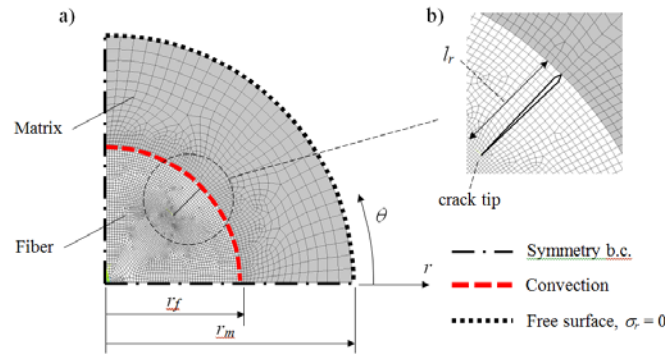 a)
b)
l_r
Matrix
crack tip
θ
Fiber
Symmetry b.c.
r
Convection
r_f
Free surface, σ_r = 0
r_m